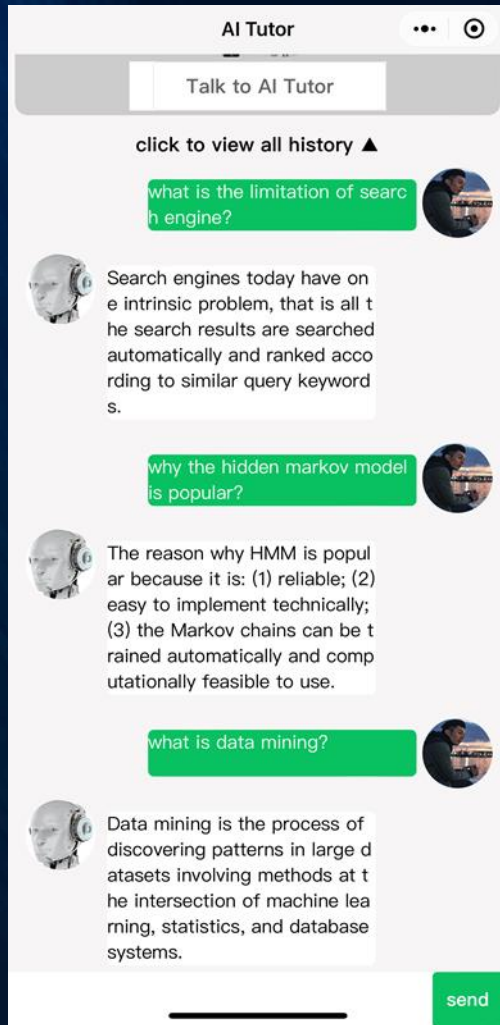 AI Tutor
Talk to AI Tutor
click to view all history ▲
what is the limitation of searc
h engine?
Search engines today have on
e intrinsic problem, that is all t
he search results are searched
automatically and ranked acco
rding to similar query keyword
s.
why the hidden markov model
is popular?
The reason why HMM is popul
ar because it is: (1) reliable; (2)
easy to implement technically;
(3) the Markov chains can be t
rained automatically and comp
utationally feasible to use.
what is data mining?
Data mining is the process of
discovering patterns in large d
atasets involving methods at t
he intersection of machine lea
rning, statistics, and database
systems.
send